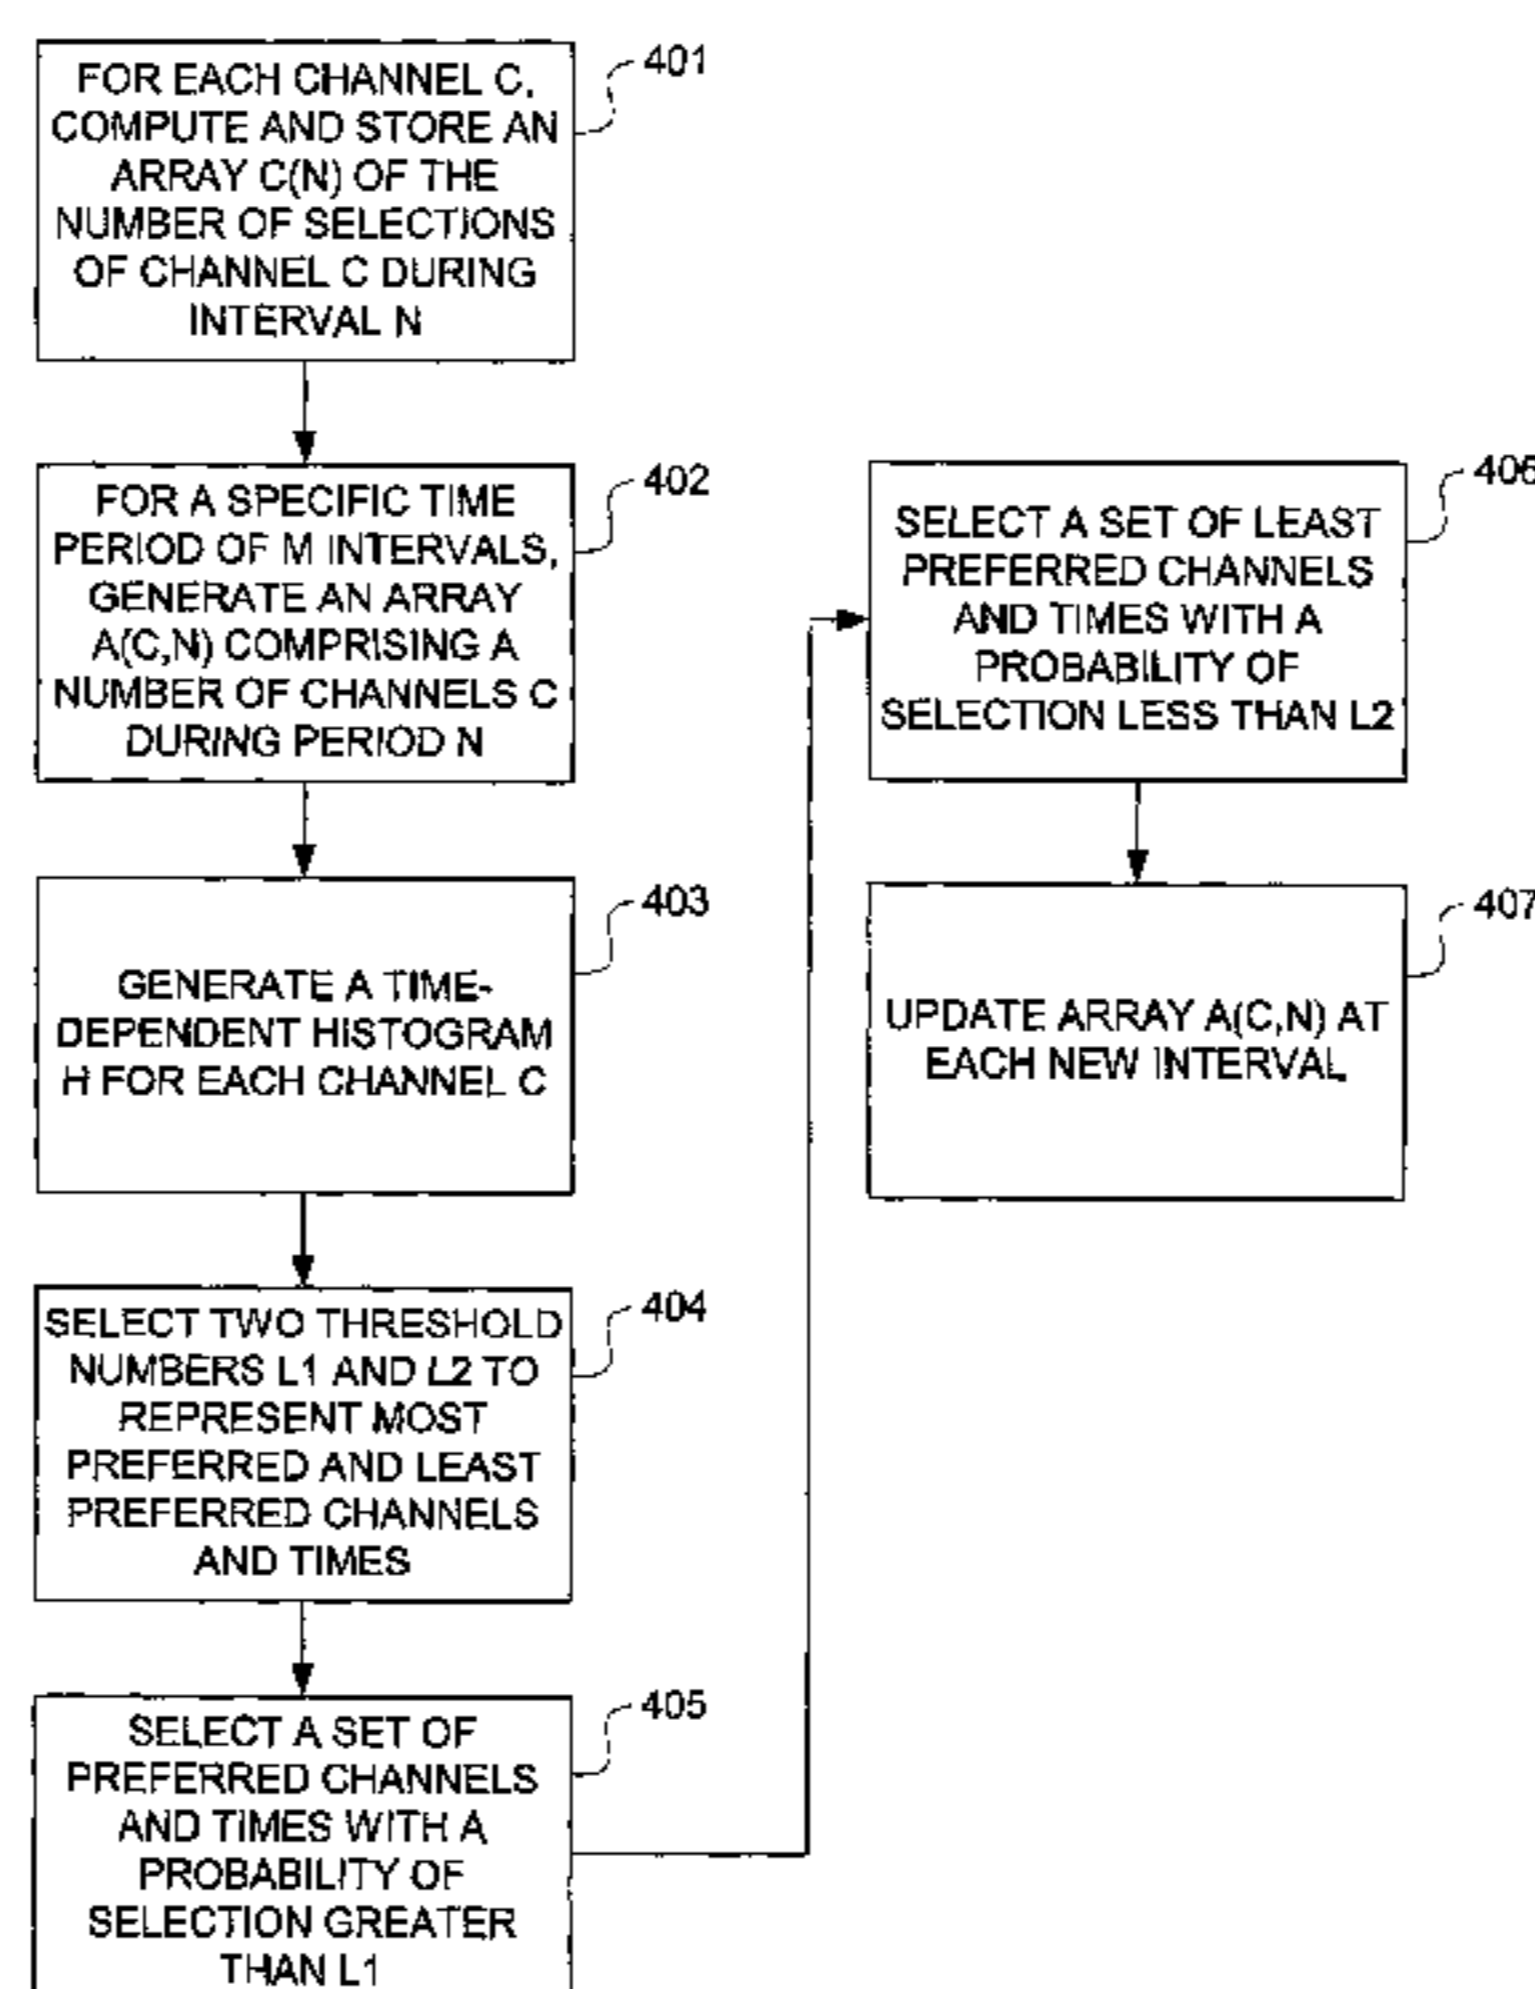 FOR EACH CHANNEL C,
COMPUTE AND STORE AN
ARRAY C(N) OF THE
NUMBER OF SELECTIONS
OF CHANNEL C DURING
INTERVAL N
401
FOR A SPECIFIC TIME
PERIOD OF M INTERVALS,
GENERATE AN ARRAY
A(C,N) COMPRISING A
NUMBER OF CHANNELS C
DURING PERIOD N
402
GENERATE A TIME-
DEPENDENT HISTOGRAM
H FOR EACH CHANNEL C
403
SELECT TWO THRESHOLD
NUMBERS L1 AND L2 TO
REPRESENT MOST
PREFERRED AND LEAST
PREFERRED CHANNELS
AND TIMES
404
SELECT A SET OF
PREFERRED CHANNELS
AND TIMES WITH A
PROBABILITY OF
SELECTION GREATER
THAN L1
405
SELECT A SET OF LEAST
PREFERRED CHANNELS
AND TIMES WITH A
PROBABILITY OF
SELECTION LESS THAN L2
406
UPDATE ARRAY A(C,N) AT
EACH NEW INTERVAL
407